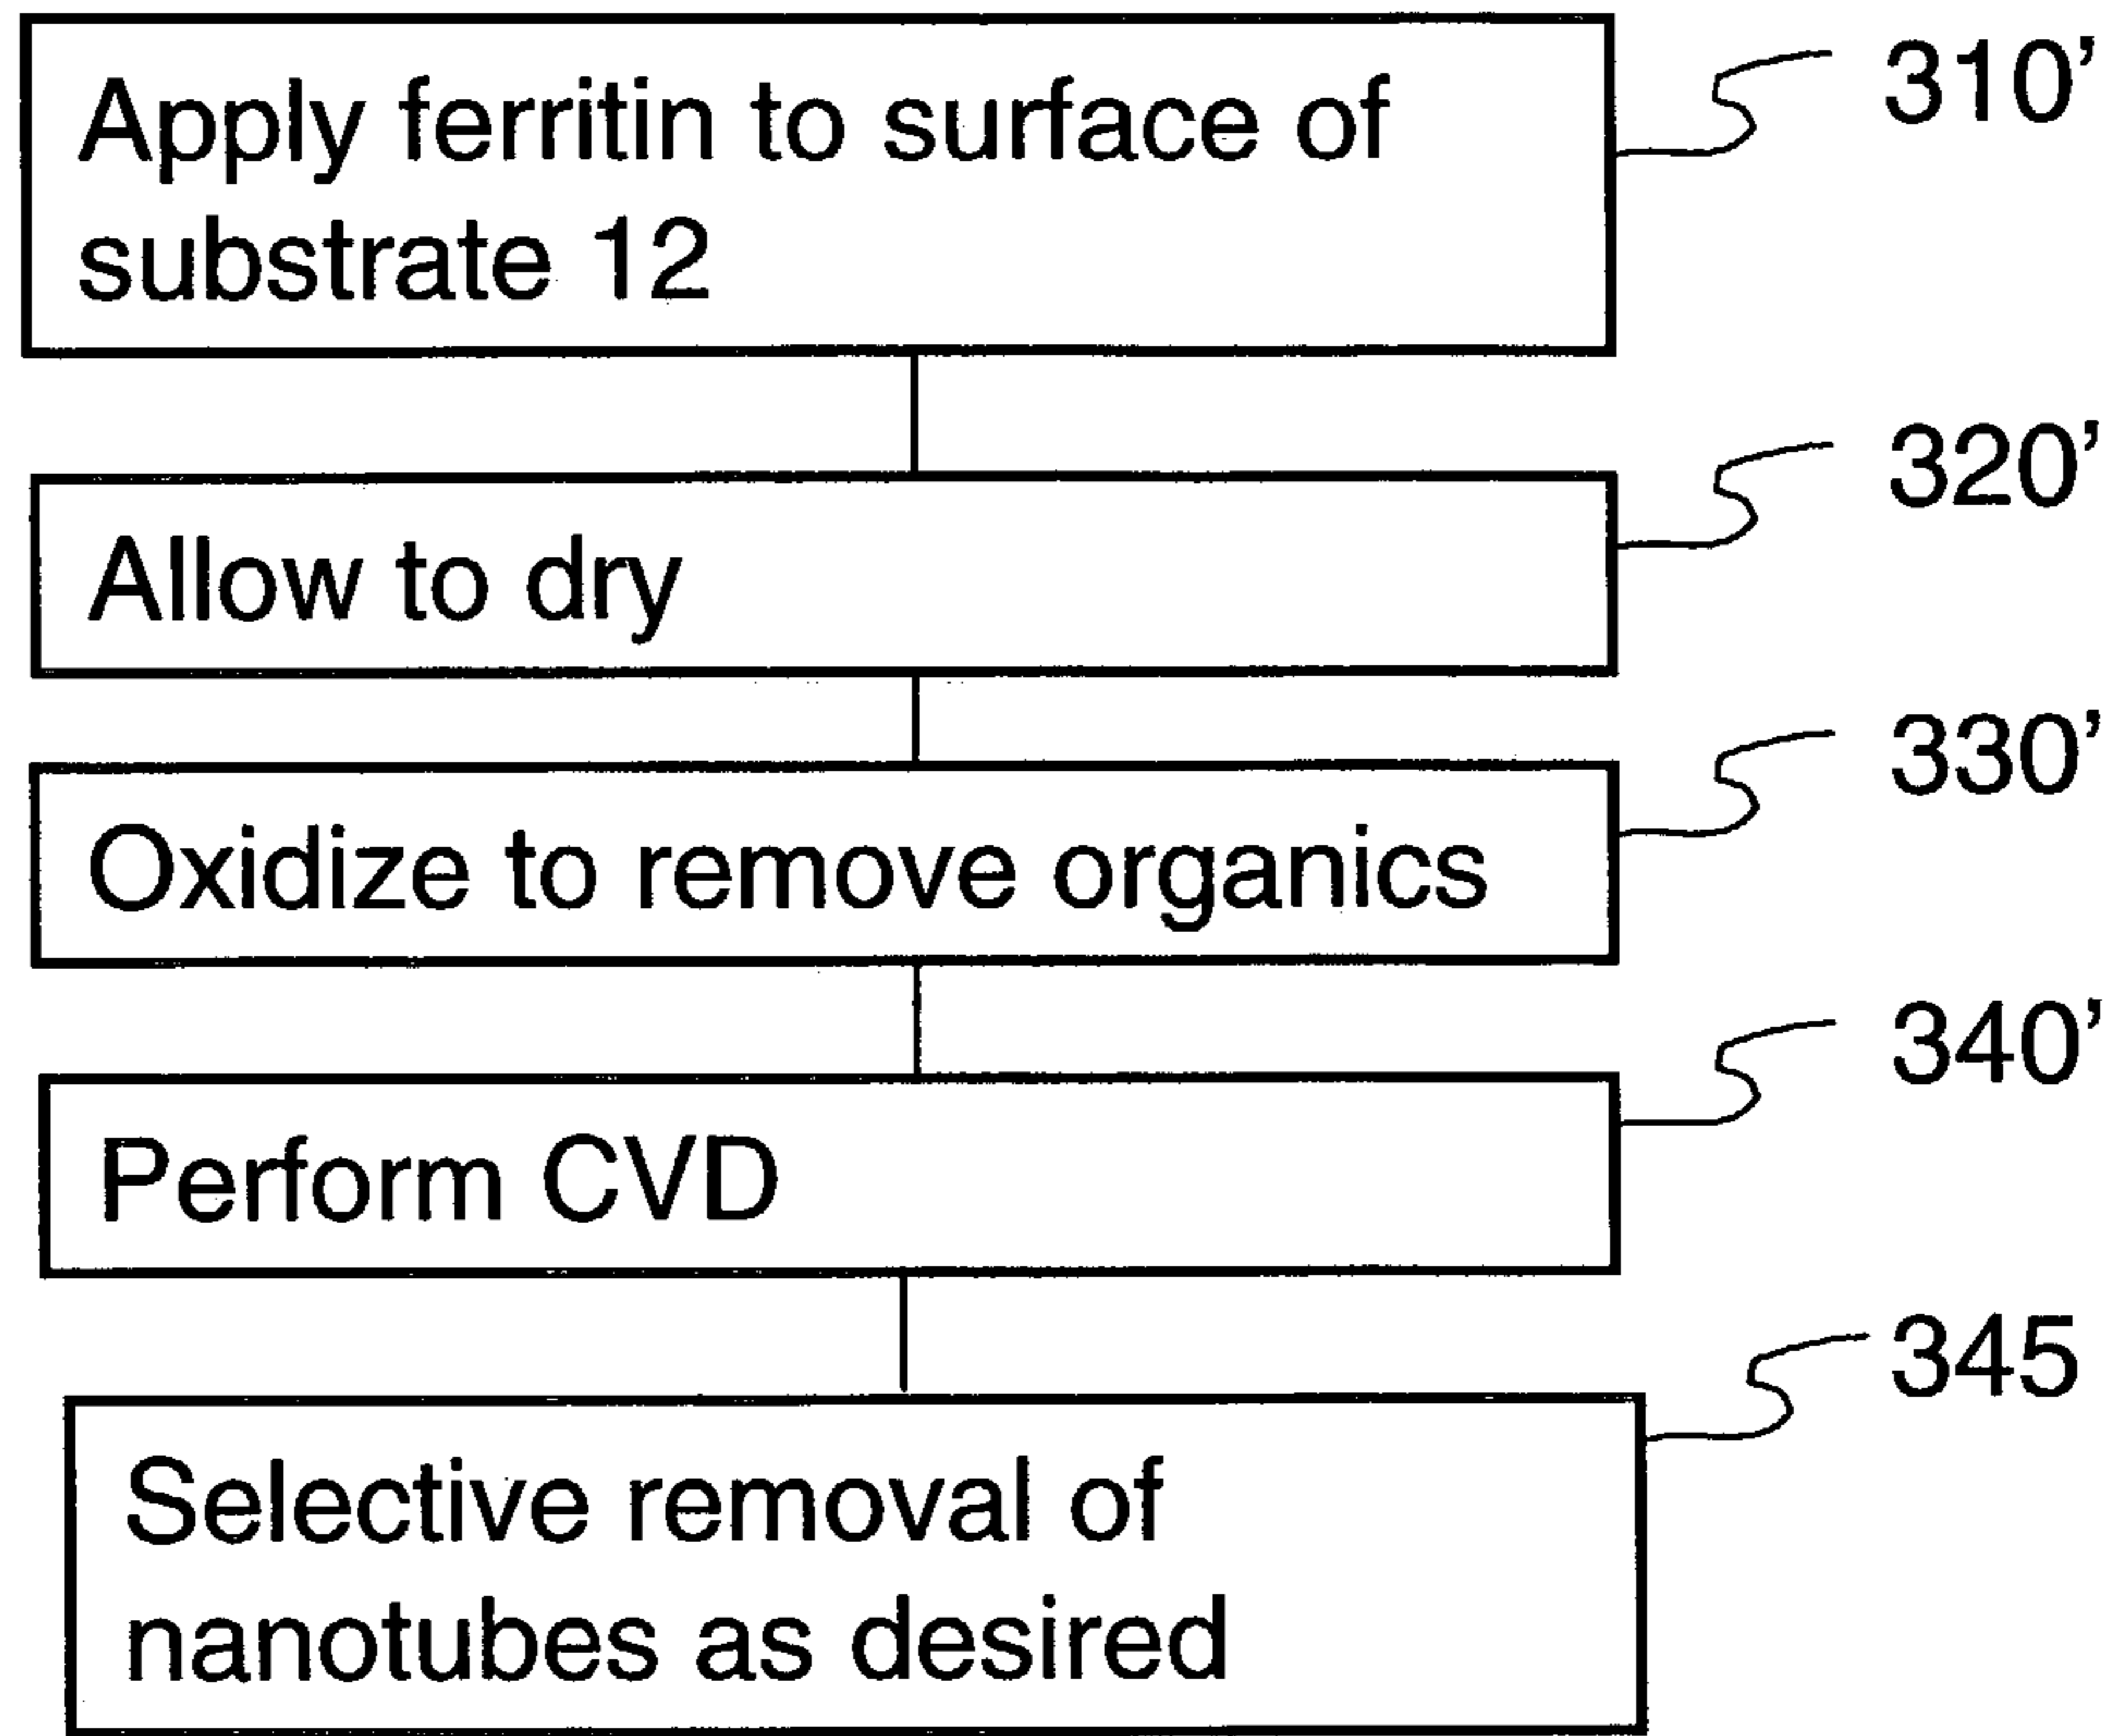 Apply ferritin to surface of
substrate 12
310'
Allow to dry
320'
Oxidize to remove organics
330'
Perform CVD
340'
Selective removal of
nanotubes as desired
345